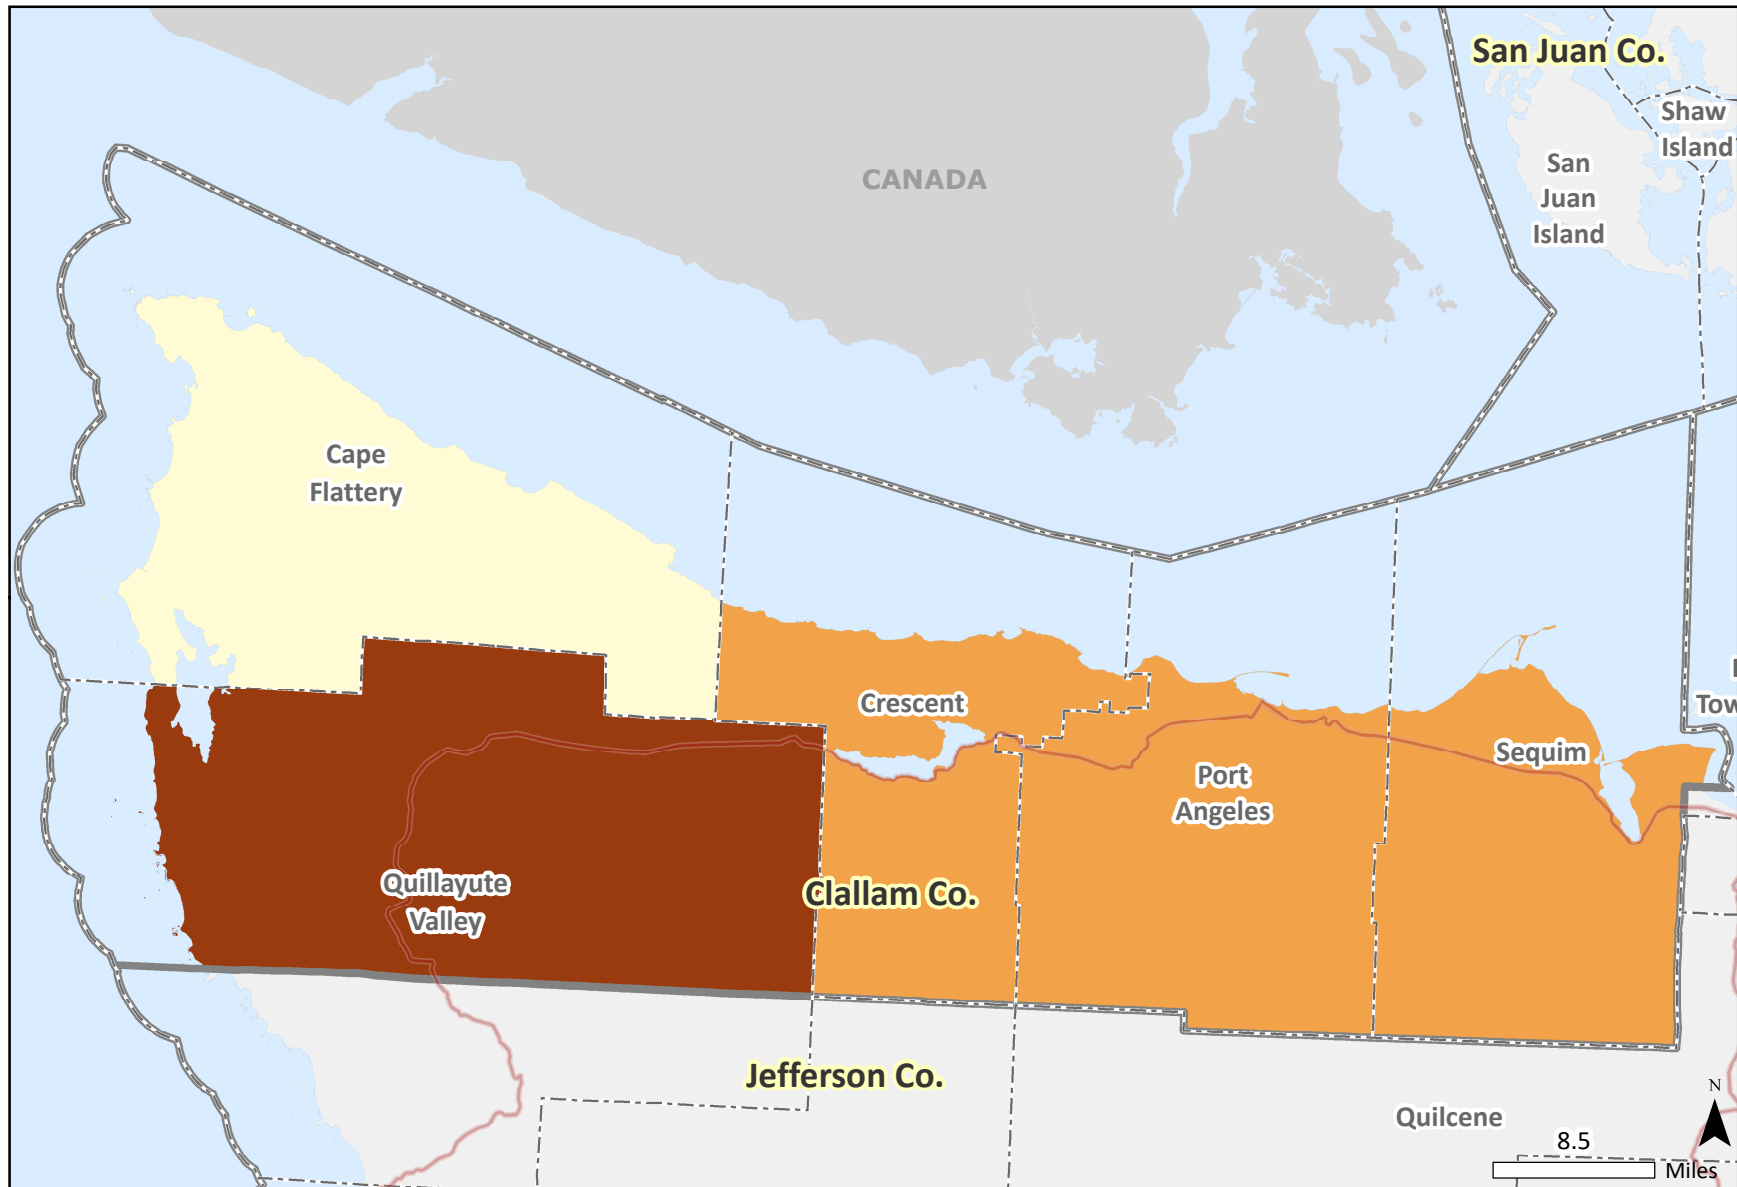 San Juan Co.
Shaw
Island
San
Juan
Island
CANADA
Cape
Flattery
Crescent
Sequim
Port
Angeles
Quillayute
Valley
Clallam Co.
Jefferson Co.
Quilcene
N
8.5
Miles